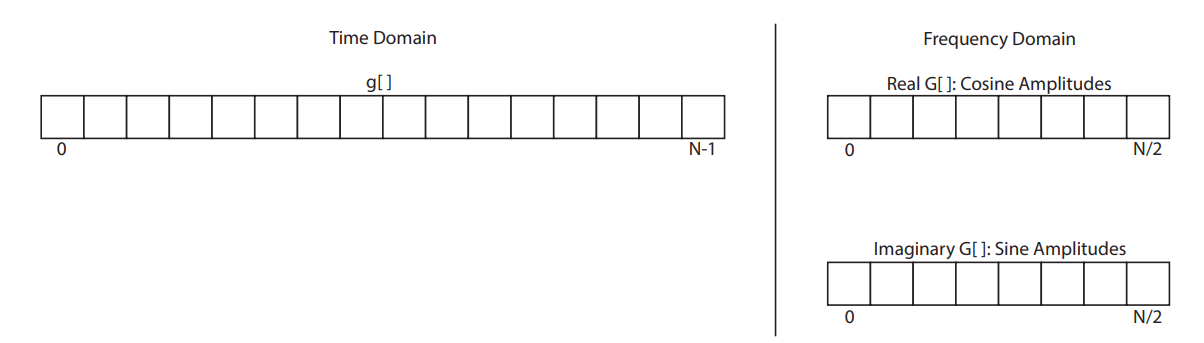 Time Domain
g[ ]
0
N-1
Frequency Domain
Real G[ ]: Cosine Amplitudes
0
N/2
Imaginary G[ ]: Sine Amplitudes
0
N/2